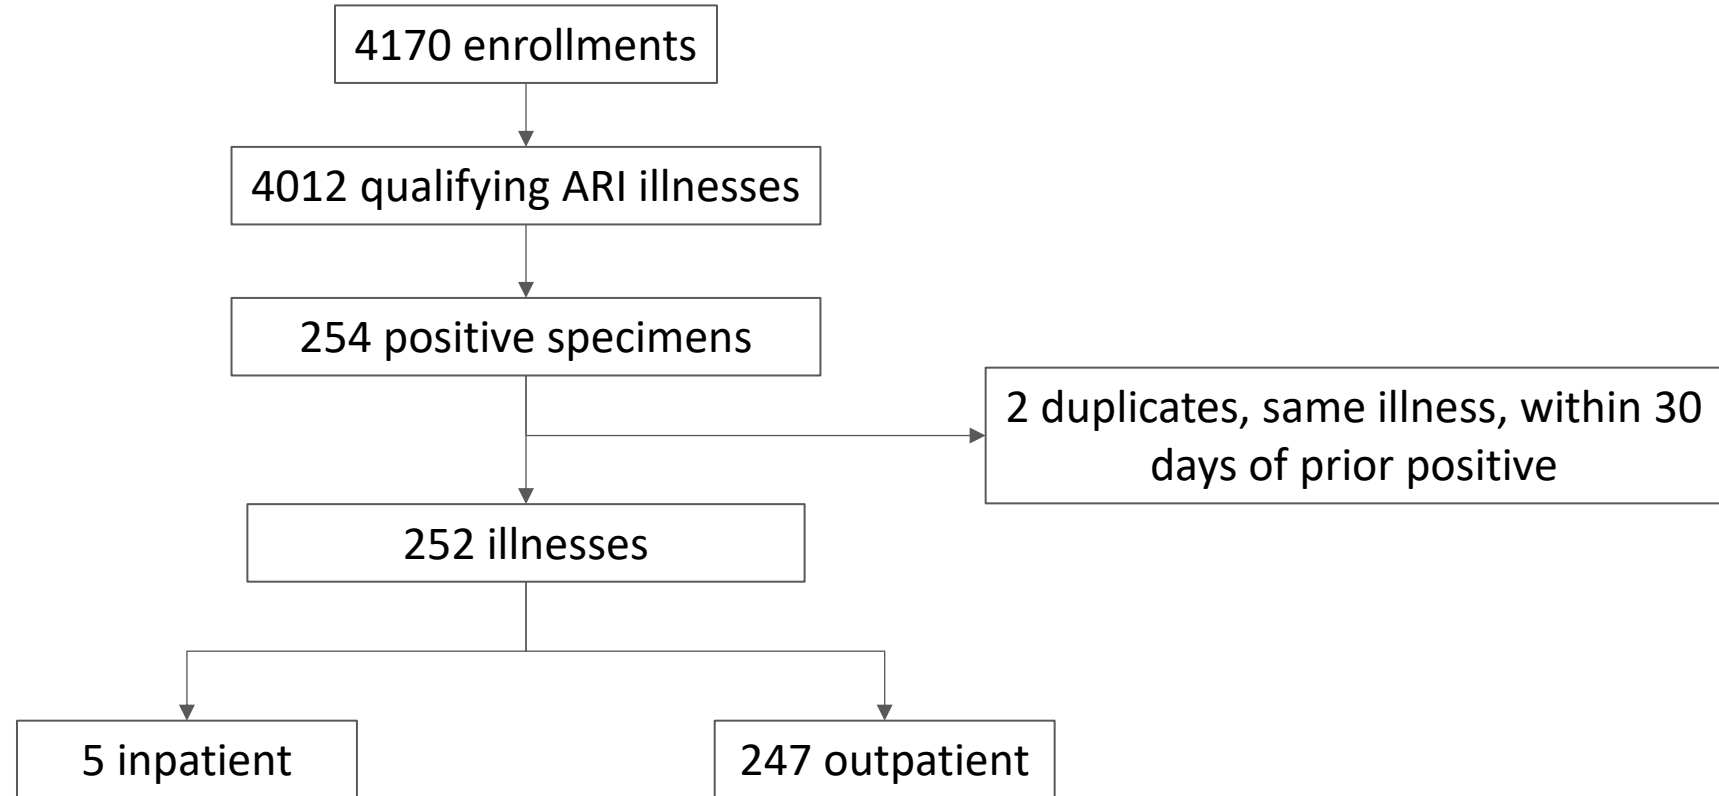 4170 enrollments
4012 qualifying ARI illnesses
254 positive specimens
2 duplicates, same illness, within 30
days of prior positive
252 illnesses
5 inpatient
247 outpatient